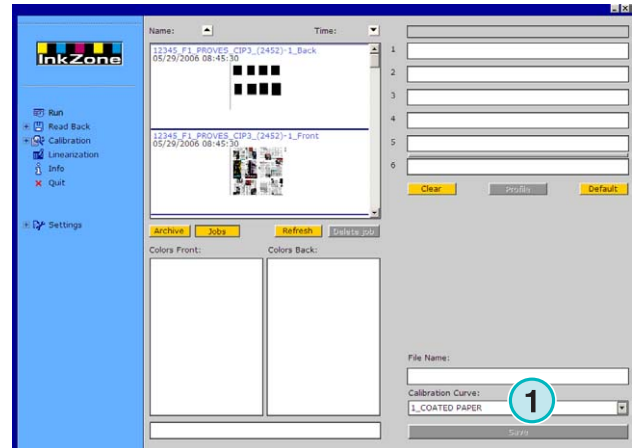 InkZone
Run
Read Back
Calibration
Linearization
Info
Quit
Settings
Name:
Time:
12345_F1_PROVES_CIP3_(2452)-1_Back
05/29/2006 08:45:30
12345_F1_PROVES_CIP3_(2452)-1_Front
05/29/2006 08:45:30
Archive
Jobs
Refresh
Delete job
Colors Front:
Colors Back:
1
2
3
4
5
6
Clear
Profile
Default
File Name:
Calibration Curve:
1_COATED PAPER
1
Save